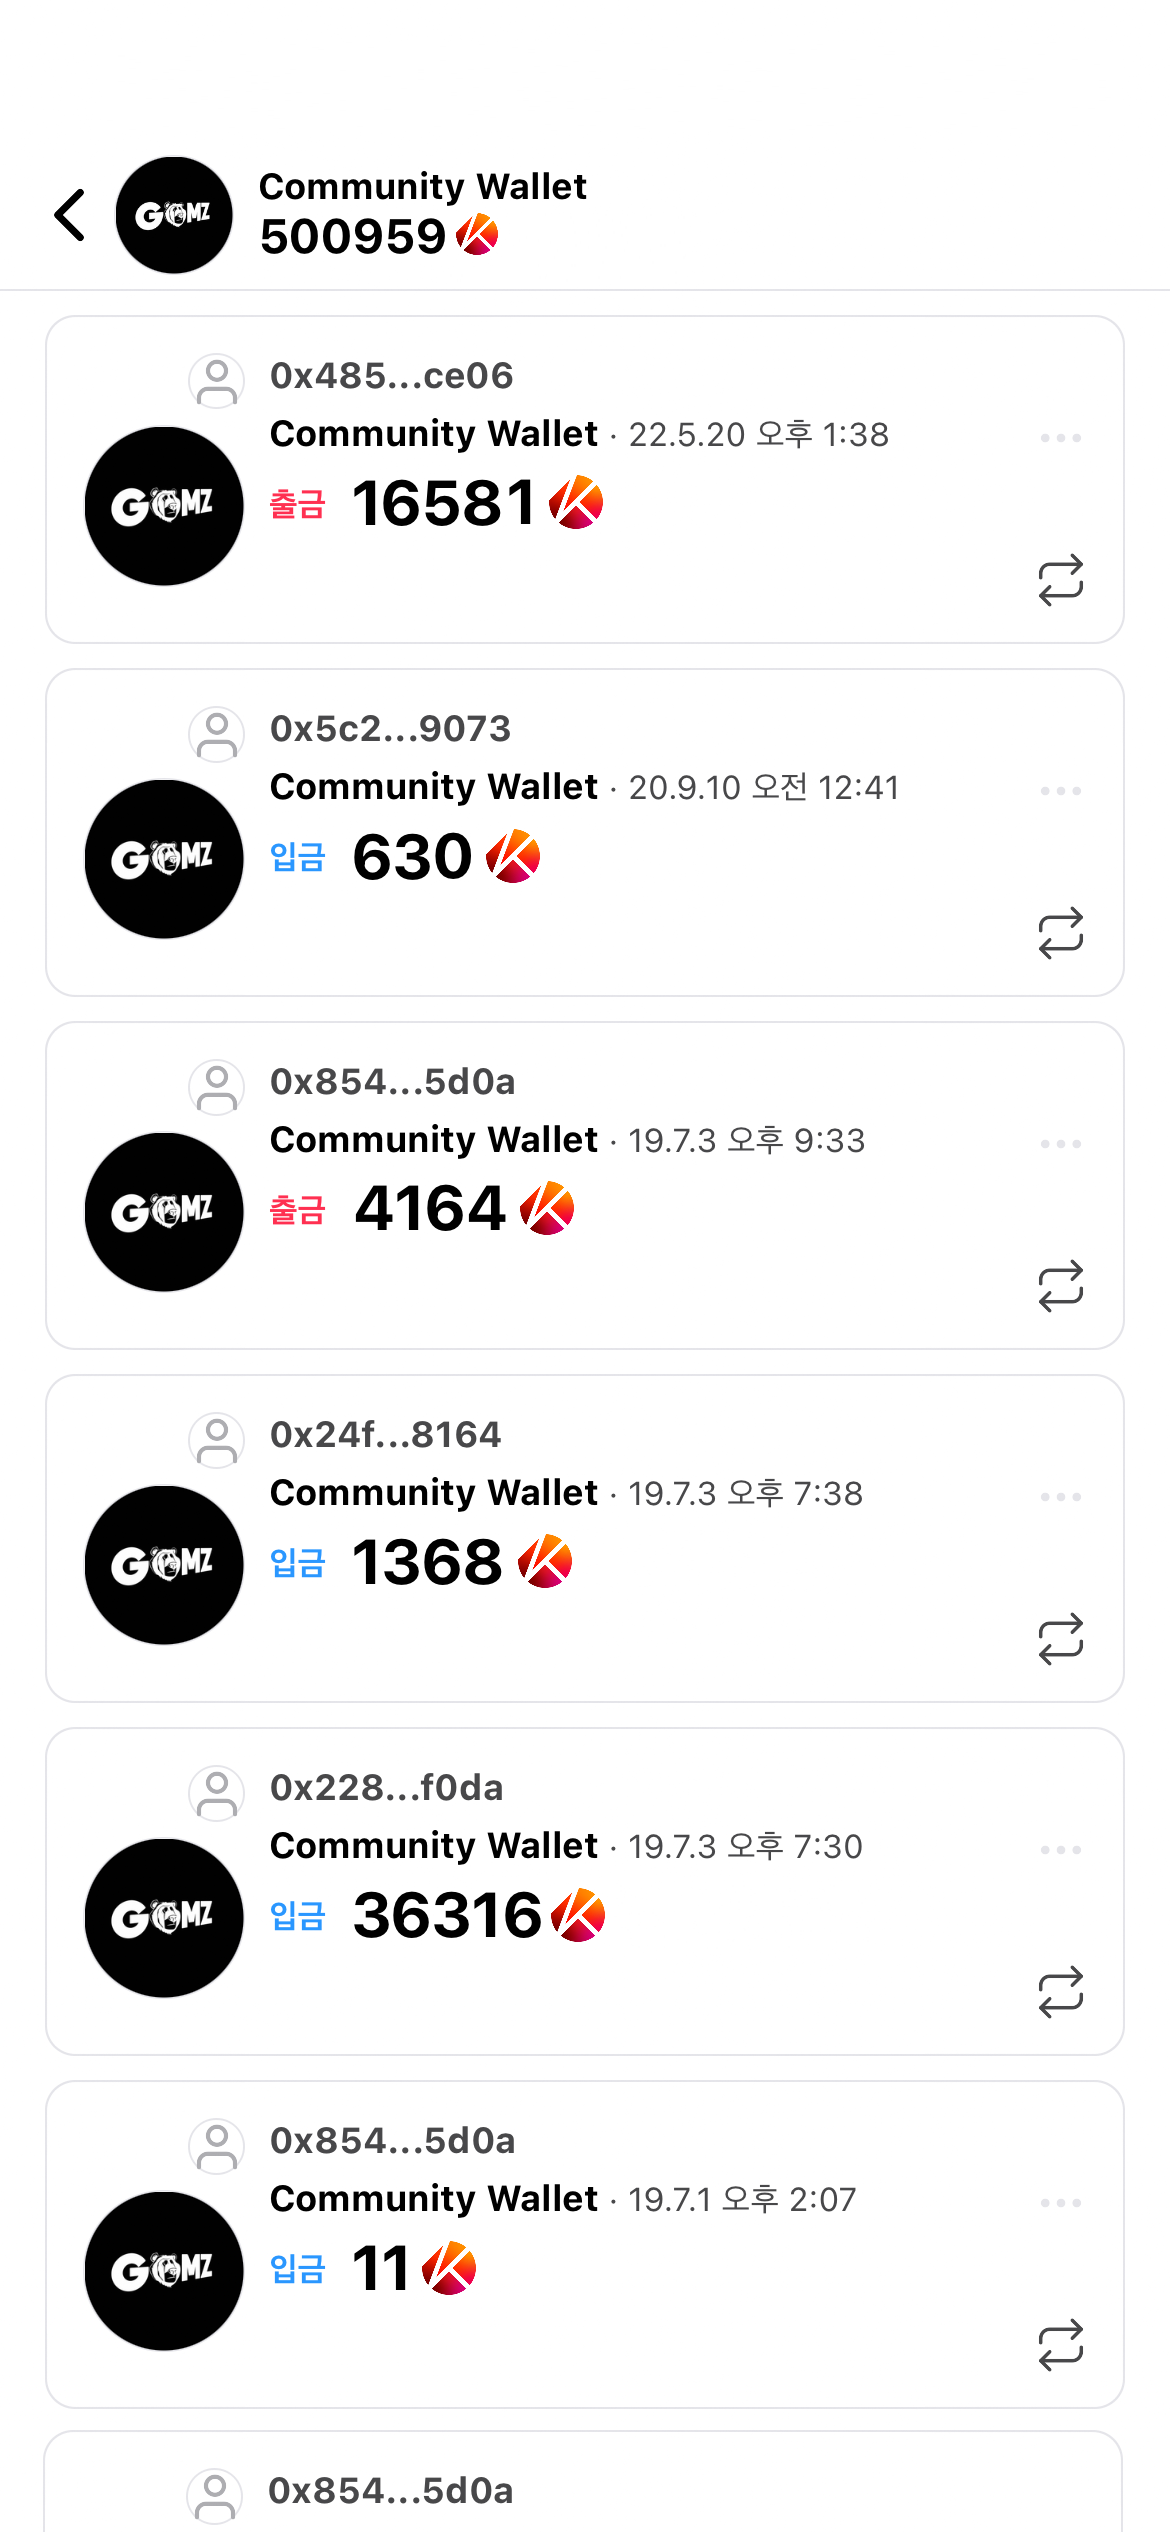 GOMZ
Community Wallet
500959
0x485...ce06
Community Wallet · 22.5.20 오후 1:38
GOMZ
출금 16581
0x5c2...9073
Community Wallet · 20.9.10 오전 12:41
GOMZ
입금 630
0x854...5d0a
Community Wallet · 19.7.3 오후 9:33
GOMZ
출금 4164
0x24f...8164
Community Wallet · 19.7.3 오후 7:38
GOMZ
입금 1368
0x228...f0da
Community Wallet · 19.7.3 오후 7:30
GOMZ
입금 36316
0x854...5d0a
Community Wallet · 19.7.1 오후 2:07
GOMZ
입금 11
0x854...5d0a